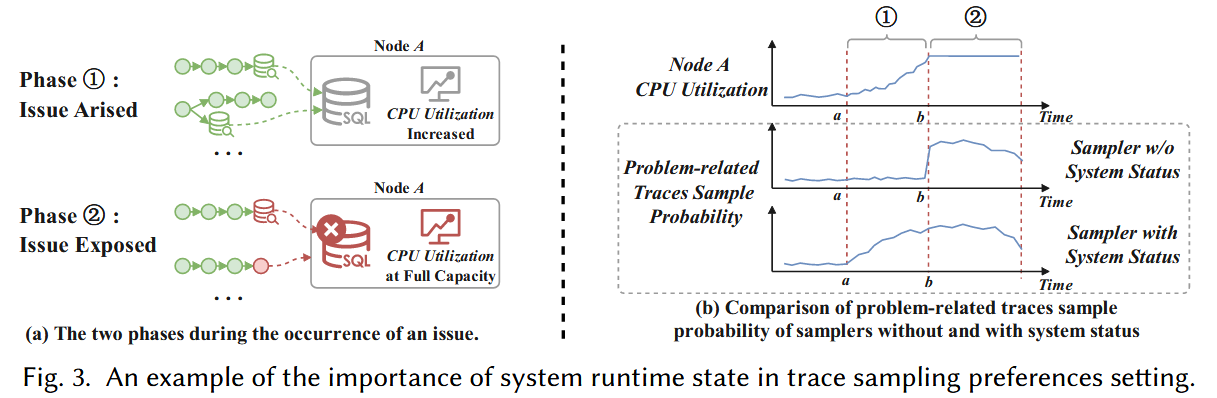 Phase ① :
Issue Arised
Node A
SQL
CPU Utilization
Increased
...
Phase ② :
Issue Exposed
Node A
SQL
CPU Utilization
at Full Capacity
...
(a) The two phases during the occurrence of an issue.
① ②
Node A
CPU Utilization
a b Time
Problem-related
Traces Sample
Probability
Sampler w/o
System Status
a b Time
Sampler with
System Status
a b Time
(b) Comparison of problem-related traces sample
probability of samplers without and with system status
Fig. 3. An example of the importance of system runtime state in trace sampling preferences setting.